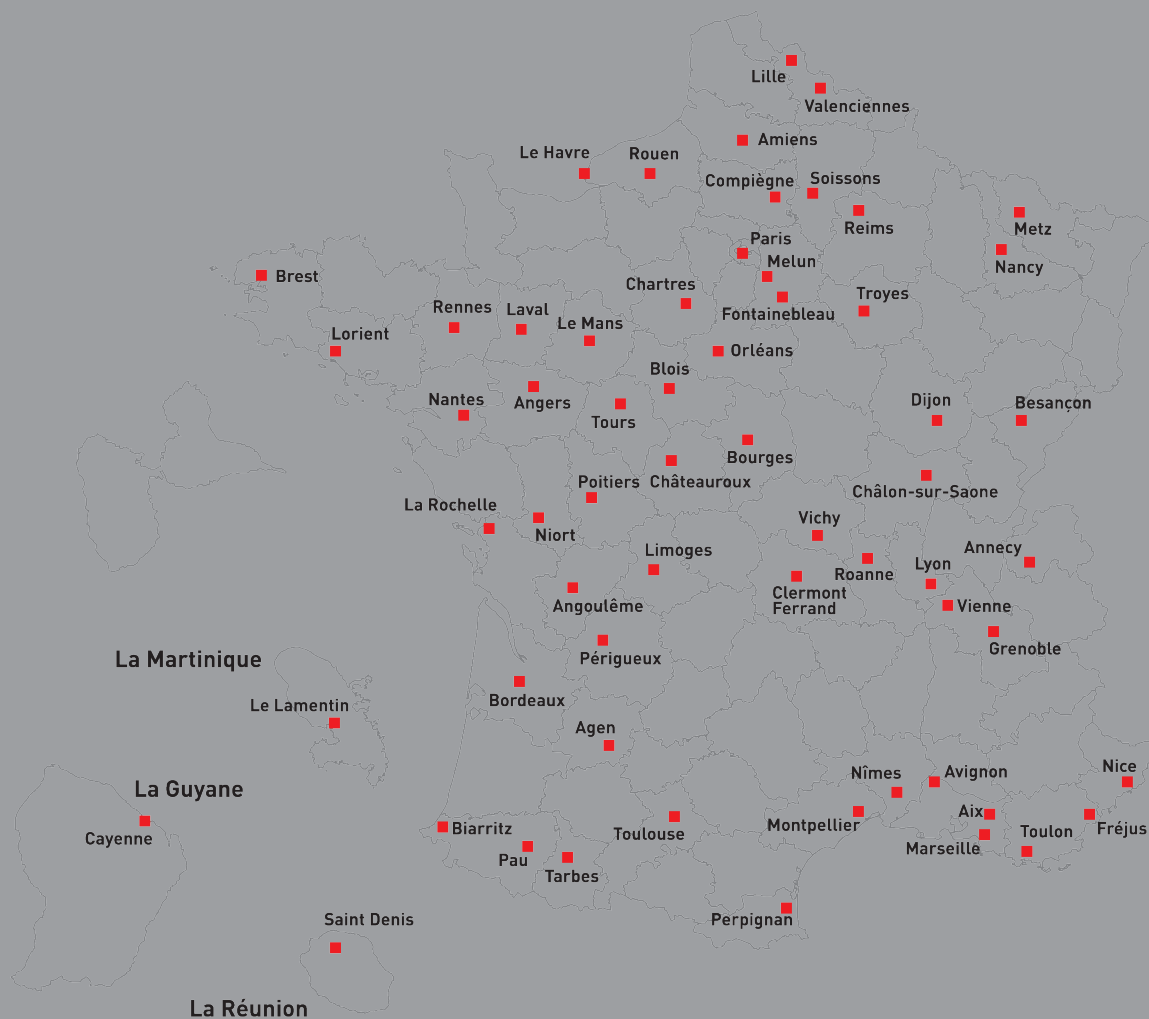 Lille
Valenciennes
Amiens
Le Havre
Rouen
Compiègne
Soissons
Reims
Metz
Nancy
Paris
Melun
Brest
Chartres
Fontainebleau
Troyes
Rennes
Laval
Le Mans
Lorient
Orléans
Blois
Nantes
Angers
Tours
Dijon
Besançon
Bourges
Châteauroux
Poitiers
Châlon-sur-Saone
La Rochelle
Niort
Vichy
Limoges
Annecy
Roanne
Lyon
Clermont
Ferrand
Angoulême
Vienne
Grenoble
Périgueux
La Martinique
Le Lamentin
Bordeaux
Agen
Nîmes
Avignon
Nice
La Guyane
Cayenne
Biarritz
Toulouse
Montpellier
Aix
Toulon
Fréjus
Marseille
Pau
Tarbes
Perpignan
Saint Denis
La Réunion